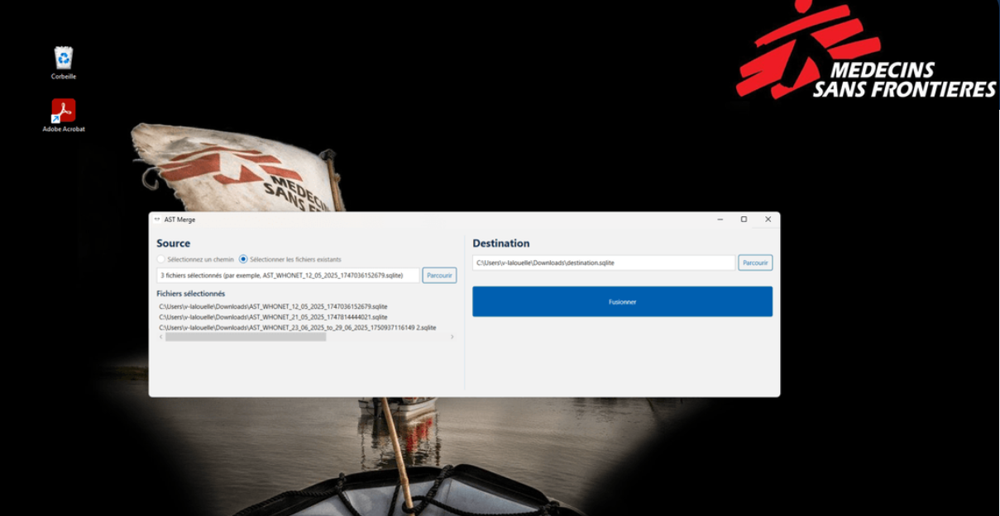 MEDECINS
SANS FRONTIERES
Corbeille
Adobe Acrobat
MEDEC
SANS
AST Merge
Source
Sélectionnez un chemin
Sélectionner les fichiers existants
3 fichiers sélectionnés (par exemple, AST_WHONET_12_05_2025_1747036152679.sqlite)
Parcourir
Fichiers sélectionnés
C:\Users\v-lalouelle\Downloads\AST_WHONET_12_05_2025_1747036152679.sqlite
C:\Users\v-lalouelle\Downloads\AST_WHONET_21_05_2025_1747814444021.sqlite
C:\Users\v-lalouelle\Downloads\AST_WHONET_23_06_2025_to_29_06_2025_1750937116149 2.sqlite
Destination
C:\Users\v-lalouelle\Downloads\destination.sqlite
Parcourir
Fusionner